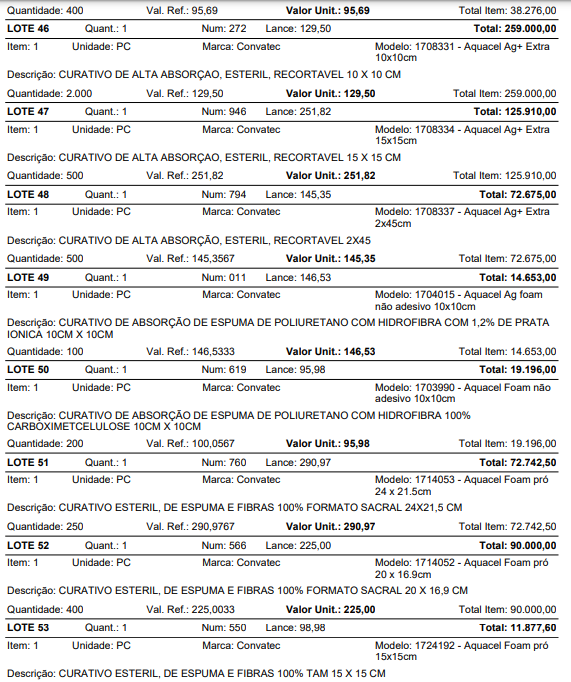 Quantidade: 400 Val. Ref.: 95,69 Valor Unit.: 95,69 Total Item: 38.276,00
LOTE 46 Quant.: 1 Num: 272 Lance: 129,50 Total: 259.000,00
Item: 1 Unidade: PC Marca: Convatec Modelo: 1708331 - Aquacel Ag+ Extra
10x10cm
Descrição: CURATIVO DE ALTA ABSORÇAO, ESTERIL, RECORTAVEL 10 X 10 CM
Quantidade: 2.000 Val. Ref.: 129,50 Valor Unit.: 129,50 Total Item: 259.000,00
LOTE 47 Quant.: 1 Num: 946 Lance: 251,82 Total: 125.910,00
Item: 1 Unidade: PC Marca: Convatec Modelo: 1708334 - Aquacel Ag+ Extra
15x15cm
Descrição: CURATIVO DE ALTA ABSORÇAO, ESTERIL, RECORTAVEL 15 X 15 CM
Quantidade: 500 Val. Ref.: 251,82 Valor Unit.: 251,82 Total Item: 125.910,00
LOTE 48 Quant.: 1 Num: 794 Lance: 145,35 Total: 72.675,00
Item: 1 Unidade: PC Marca: Convatec Modelo: 1708337 - Aquacel Ag+ Extra
2x45cm
Descrição: CURATIVO DE ALTA ABSORÇÃO, ESTERIL, RECORTAVEL 2X45
Quantidade: 500 Val. Ref.: 145,3567 Valor Unit.: 145,35 Total Item: 72.675,00
LOTE 49 Quant.: 1 Num: 011 Lance: 146,53 Total: 14.653,00
Item: 1 Unidade: PC Marca: Convatec Modelo: 1704015 - Aquacel Ag foam
não adesivo 10x10cm
Descrição: CURATIVO DE ABSORÇÃO DE ESPUMA DE POLIURETANO COM HIDROFIBRA COM 1,2% DE PRATA
IONICA 10CM X 10CM
Quantidade: 100 Val. Ref.: 146,5333 Valor Unit.: 146,53 Total Item: 14.653,00
LOTE 50 Quant.: 1 Num: 619 Lance: 95,98 Total: 19.196,00
Item: 1 Unidade: PC Marca: Convatec Modelo: 1703990 - Aquacel Foam não
adesivo 10x10cm
Descrição: CURATIVO DE ABSORÇÃO DE ESPUMA DE POLIURETANO COM HIDROFIBRA 100%
CARBOXIMETCELULOSE 10CM X 10CM
Quantidade: 200 Val. Ref.: 100,0567 Valor Unit.: 95,98 Total Item: 19.196,00
LOTE 51 Quant.: 1 Num: 760 Lance: 290,97 Total: 72.742,50
Item: 1 Unidade: PC Marca: Convatec Modelo: 1714053 - Aquacel Foam pró
24 x 21.5cm
Descrição: CURATIVO ESTERIL, DE ESPUMA E FIBRAS 100% FORMATO SACRAL 24X21,5 CM
Quantidade: 250 Val. Ref.: 290,9767 Valor Unit.: 290,97 Total Item: 72.742,50
LOTE 52 Quant.: 1 Num: 566 Lance: 225,00 Total: 90.000,00
Item: 1 Unidade: PC Marca: Convatec Modelo: 1714052 - Aquacel Foam pró
20 x 16.9cm
Descrição: CURATIVO ESTERIL, DE ESPUMA E FIBRAS 100% FORMATO SACRAL 20 X 16,9 CM
Quantidade: 400 Val. Ref.: 225,0033 Valor Unit.: 225,00 Total Item: 90.000,00
LOTE 53 Quant.: 1 Num: 550 Lance: 98,98 Total: 11.877,60
Item: 1 Unidade: PC Marca: Convatec Modelo: 1724192 - Aquacel Foam pró
15x15cm
Descrição: CURATIVO ESTERIL, DE ESPUMA E FIBRAS 100% TAM 15 X 15 CM